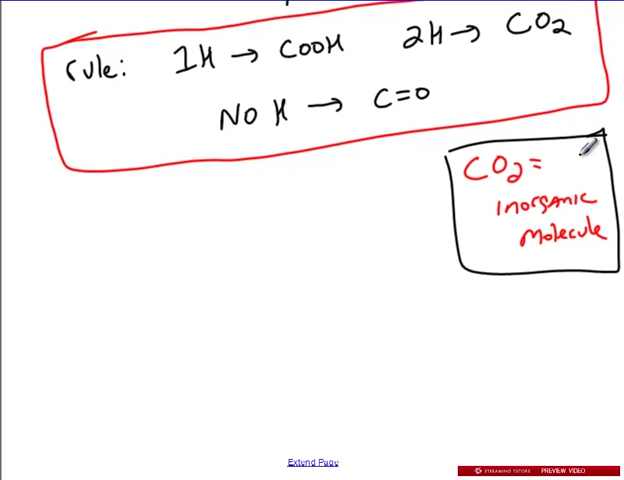 rule: 1H → COOH 2H → CO2
NO H → C=O
CO2 =
inorganic
molecule
Extend Page
STREAMING TUTORS PREVIEW VIDEO